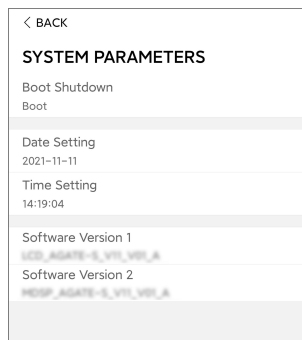 < BACK
SYSTEM PARAMETERS
Boot Shutdown
Boot
Date Setting
2021-11-11
Time Setting
14:19:04
Software Version 1
LCD_AGATE-S_V11_V01_A
Software Version 2
MDSP_AGATE-S_V11_V01_A